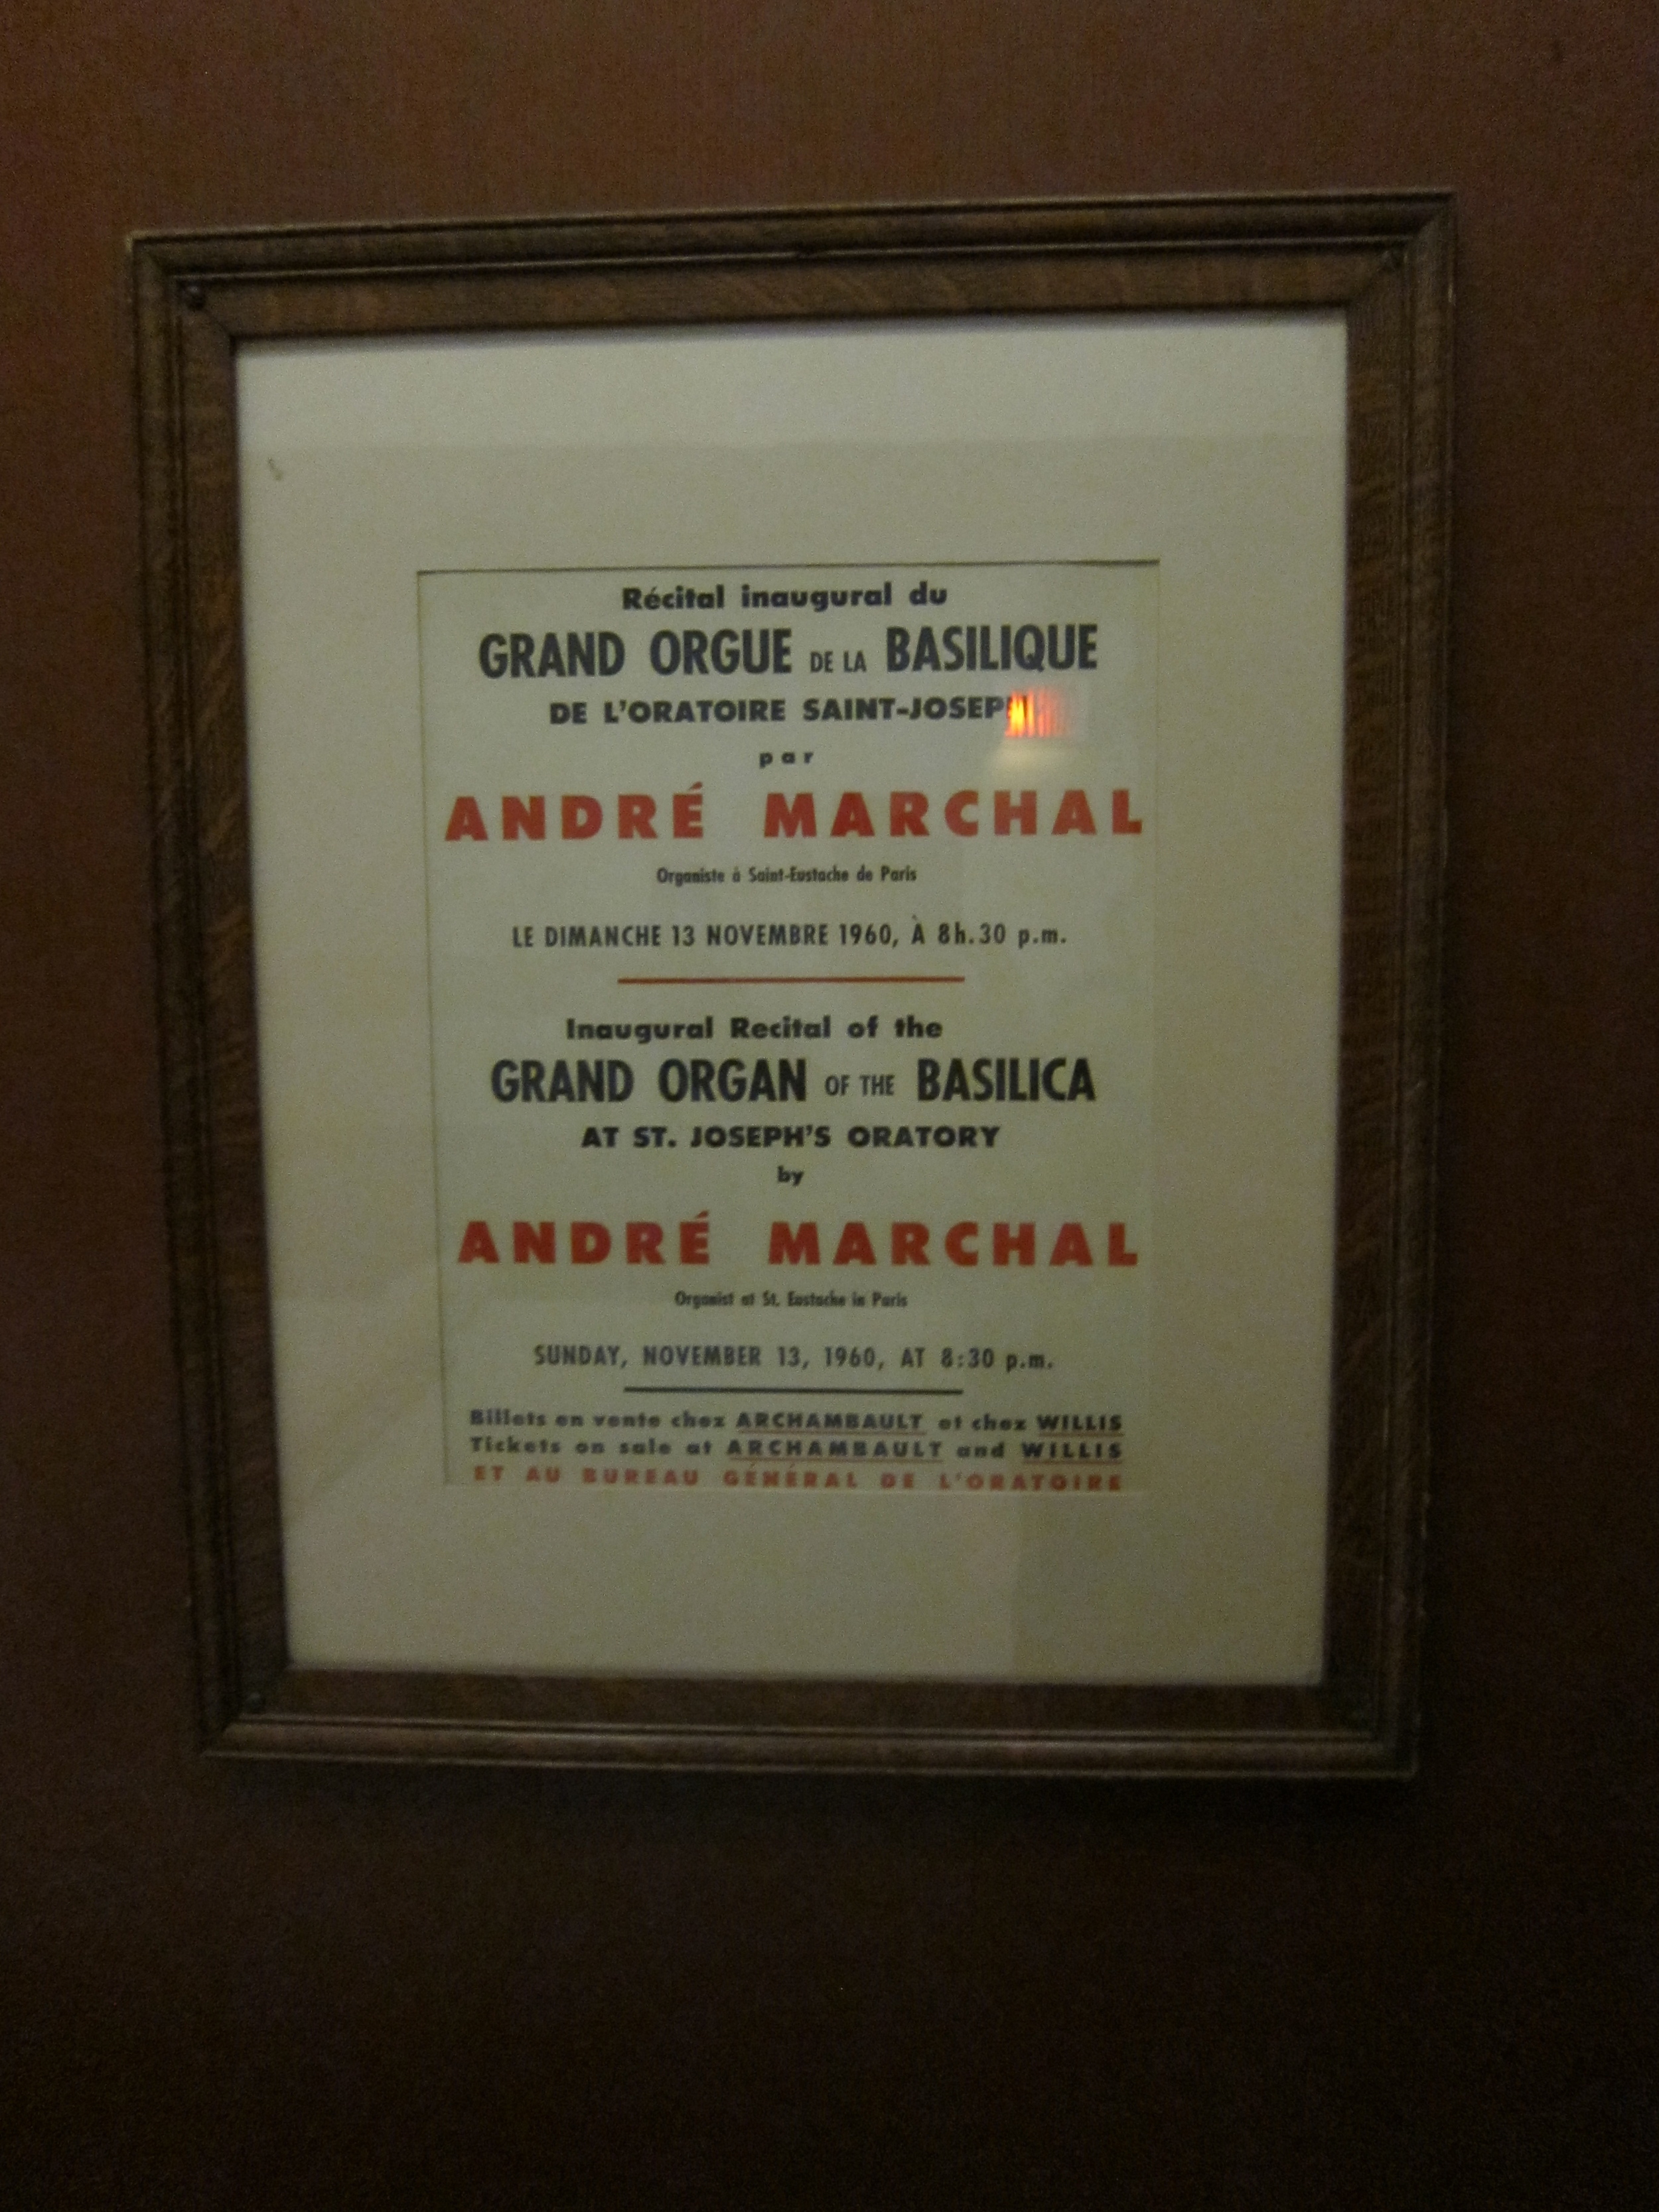 Récital inaugural du
GRAND ORGUE DE LA BASILIQUE
DE L'ORATOIRE SAINT-JOSEPH
par
ANDRÉ MARCHAL
Organiste à Saint-Eustache de Paris
LE DIMANCHE 13 NOVEMBRE 1960, À 8h.30 p.m.
Inaugural Recital of the
GRAND ORGAN OF THE BASILICA
AT ST. JOSEPH'S ORATORY
by
ANDRÉ MARCHAL
Organist at St. Eustache in Paris
SUNDAY, NOVEMBER 13, 1960, AT 8:30 p.m.
Billets en vente chez ARCHAMBAULT et chez WILLIS
Tickets on sale at ARCHAMBAULT and WILLIS
ET AU BUREAU GÉNÉRAL DE L'ORATOIRE